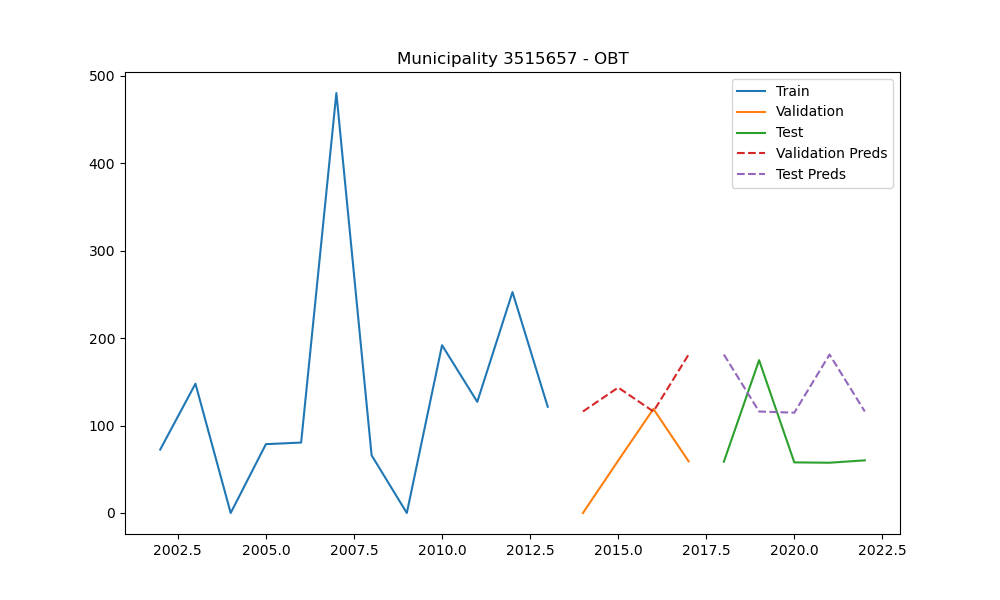 Municipality 3515657 - OBT
500
400
300
200
100
0
2002.5 2005.0 2007.5 2010.0 2012.5 2015.0 2017.5 2020.0 2022.5
Train
Validation
Test
Validation Preds
Test Preds